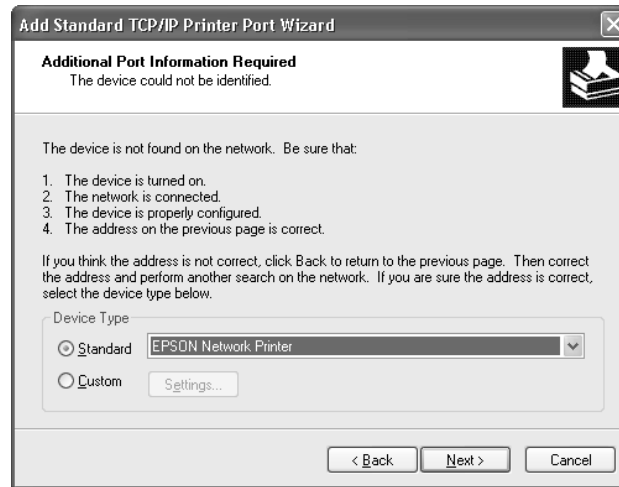 Add Standard TCP/IP Printer Port Wizard
Additional Port Information Required
The device could not be identified.
The device is not found on the network.  Be sure that:
1.  The device is turned on.
2.  The network is connected.
3.  The device is properly configured.
4.  The address on the previous page is correct.
If you think the address is not correct, click Back to return to the previous page.  Then correct
the address and perform another search on the network.  If you are sure the address is correct,
select the device type below.
Device Type
Standard
EPSON Network Printer
Custom
Settings...
< Back
Next >
Cancel